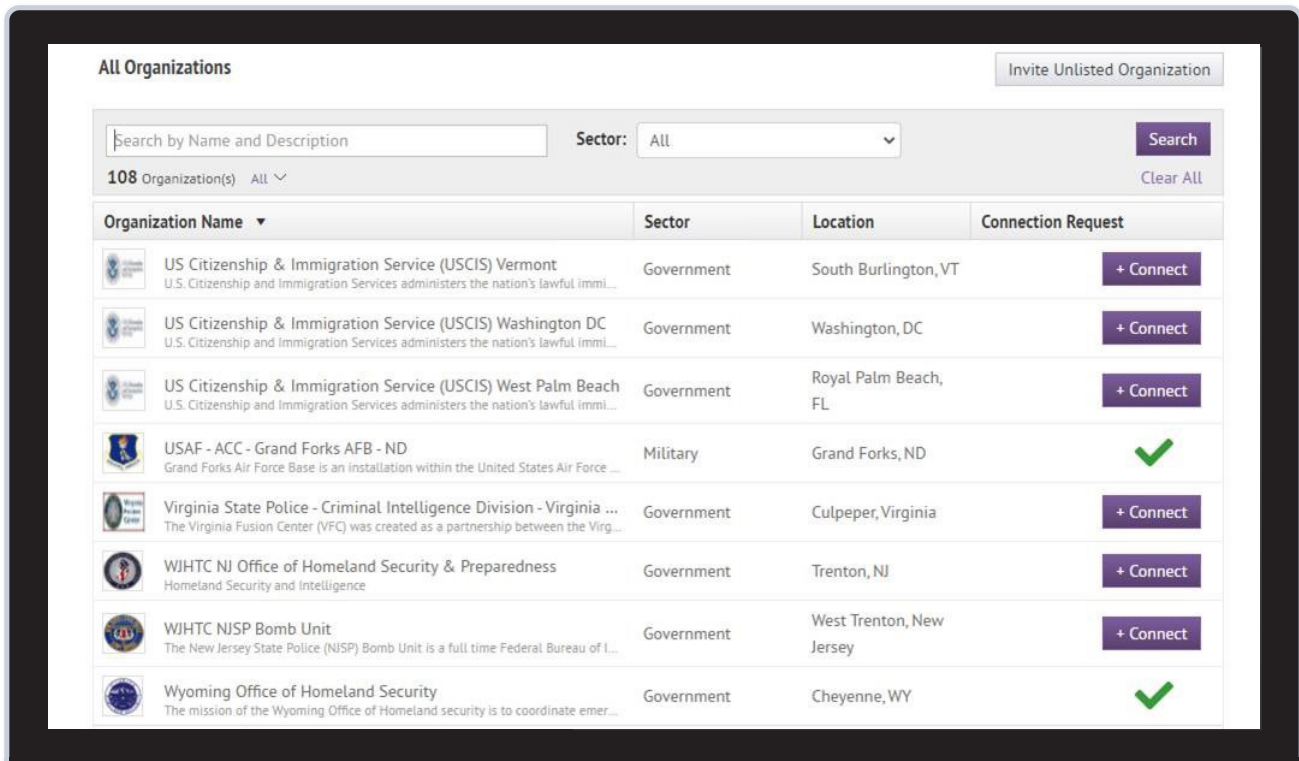 All Organizations
Invite Unlisted Organization
Search by Name and Description
Sector: All
Search
108 Organization(s) All
Clear All
Organization Name Sector Location Connection Request
US Citizenship & Immigration Service (USCIS) Vermont
U.S. Citizenship and Immigration Services administers the nation's lawful immi...
Government South Burlington, VT + Connect
US Citizenship & Immigration Service (USCIS) Washington DC
U.S. Citizenship and Immigration Services administers the nation's lawful immi...
Government Washington, DC + Connect
US Citizenship & Immigration Service (USCIS) West Palm Beach
U.S. Citizenship and Immigration Services administers the nation's lawful immi...
Government Royal Palm Beach,
FL
+ Connect
USAF - ACC - Grand Forks AFB - ND
Grand Forks Air Force Base is an installation within the United States Air Force ...
Military Grand Forks, ND
Virginia State Police - Criminal Intelligence Division - Virginia ...
The Virginia Fusion Center (VFC) was created as a partnership between the Virg...
Government Culpeper, Virginia + Connect
Virginia
Fusion
Center
WJHTC NJ Office of Homeland Security & Preparedness
Homeland Security and Intelligence
Government Trenton, NJ + Connect
WJHTC NJSP Bomb Unit
The New Jersey State Police (NJSP) Bomb Unit is a full time Federal Bureau of I...
Government West Trenton, New
Jersey
+ Connect
Wyoming Office of Homeland Security
The mission of the Wyoming Office of Homeland security is to coordinate emer...
Government Cheyenne, WY